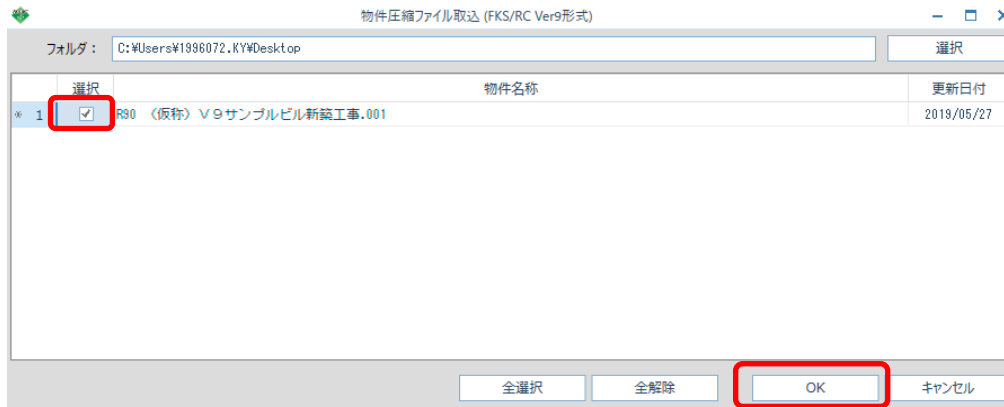 物件圧縮ファイル取込 (FKS/RC Ver9形式)
フォルダ： C:¥Users¥1996072.KY¥Desktop 選択
選択 物件名称 更新日付
* 1 R90 （仮称）Ｖ９サンプルビル新築工事.001 2019/05/27
全選択 全解除 OK キャンセル